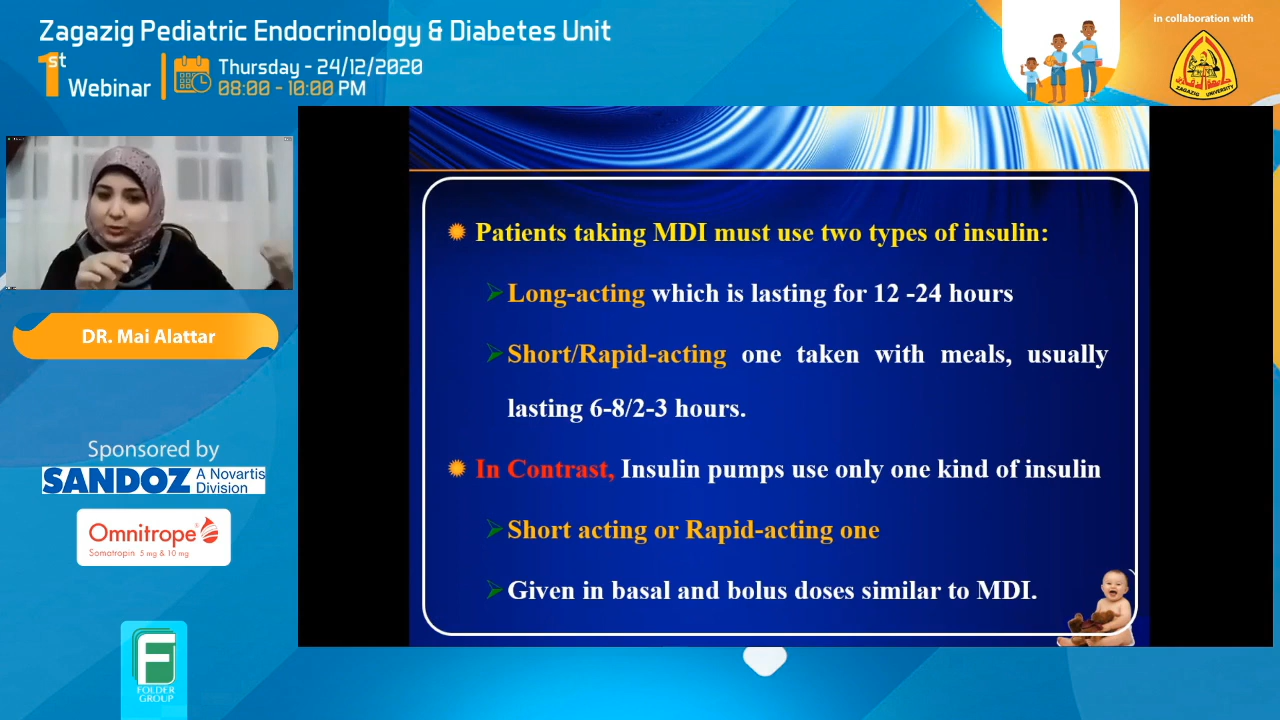 Zagazig Pediatric Endocrinology & Diabetes Unit
1st Webinar
Thursday - 24/12/2020
08:00 - 10:00 PM
in collaboration with
ZAGAZIG UNIVERSITY
DR. Mai Alattar
Sponsored by
SANDOZ A Novartis
Division
Omnitrope®
Somatropin 5 mg & 10 mg
FOLDER
GROUP
Patients taking MDI must use two types of insulin:
Long-acting which is lasting for 12 -24 hours
Short/Rapid-acting one taken with meals, usually
lasting 6-8/2-3 hours.
In Contrast, Insulin pumps use only one kind of insulin
Short acting or Rapid-acting one
Given in basal and bolus doses similar to MDI.